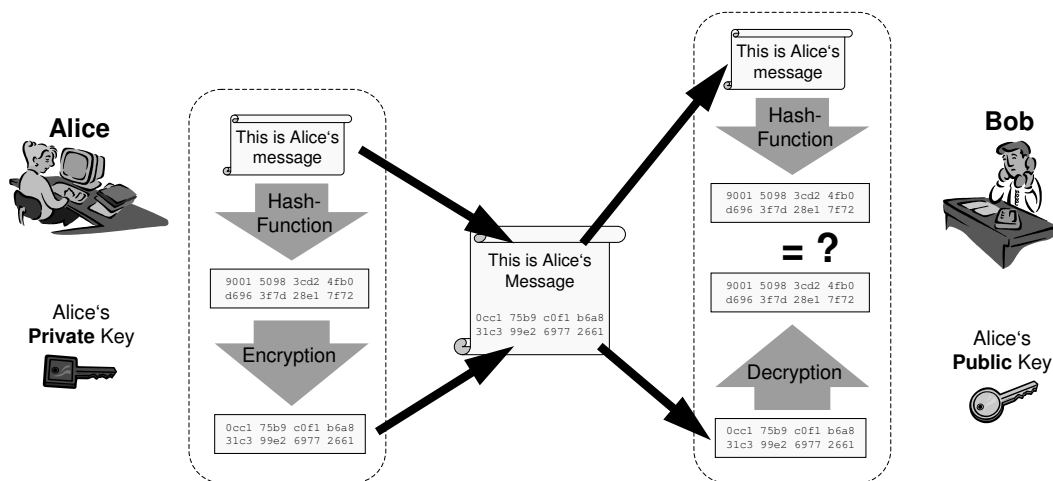 Alice
Alice‘s
Private Key
This is Alice‘s
message
Hash-
Function
9001 5098 3cd2 4fb0
d696 3f7d 28e1 7f72
Encryption
0cc1 75b9 c0f1 b6a8
31c3 99e2 6977 2661
This is Alice‘s
Message
0cc1 75b9 c0f1 b6a8
31c3 99e2 6977 2661
This is Alice‘s
message
Hash-
Function
9001 5098 3cd2 4fb0
d696 3f7d 28e1 7f72
= ?
9001 5098 3cd2 4fb0
d696 3f7d 28e1 7f72
Decryption
0cc1 75b9 c0f1 b6a8
31c3 99e2 6977 2661
Bob
Alice‘s
Public Key